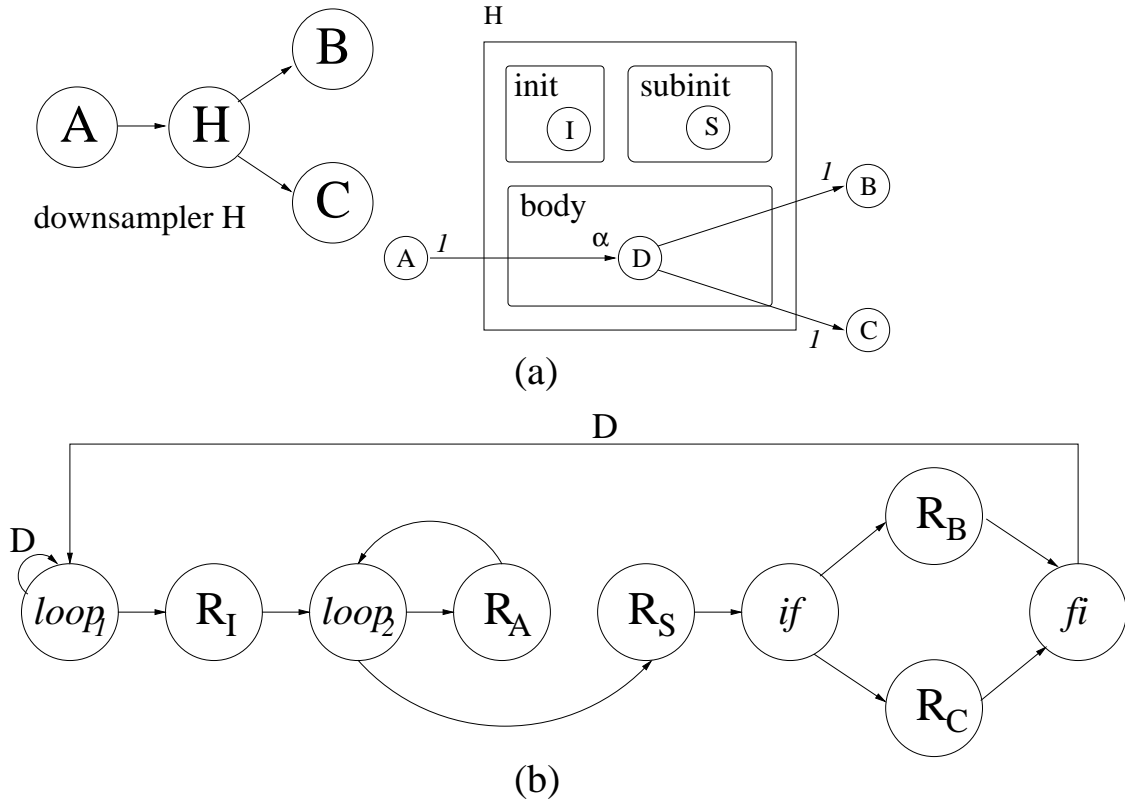 A
H
B
C
downsampler H
H
init
I
subinit
S
body
A
1
α
D
1
B
1
C
(a)
D
D
loop1
RI
loop2
RA
RS
if
RB
RC
fi
(b)